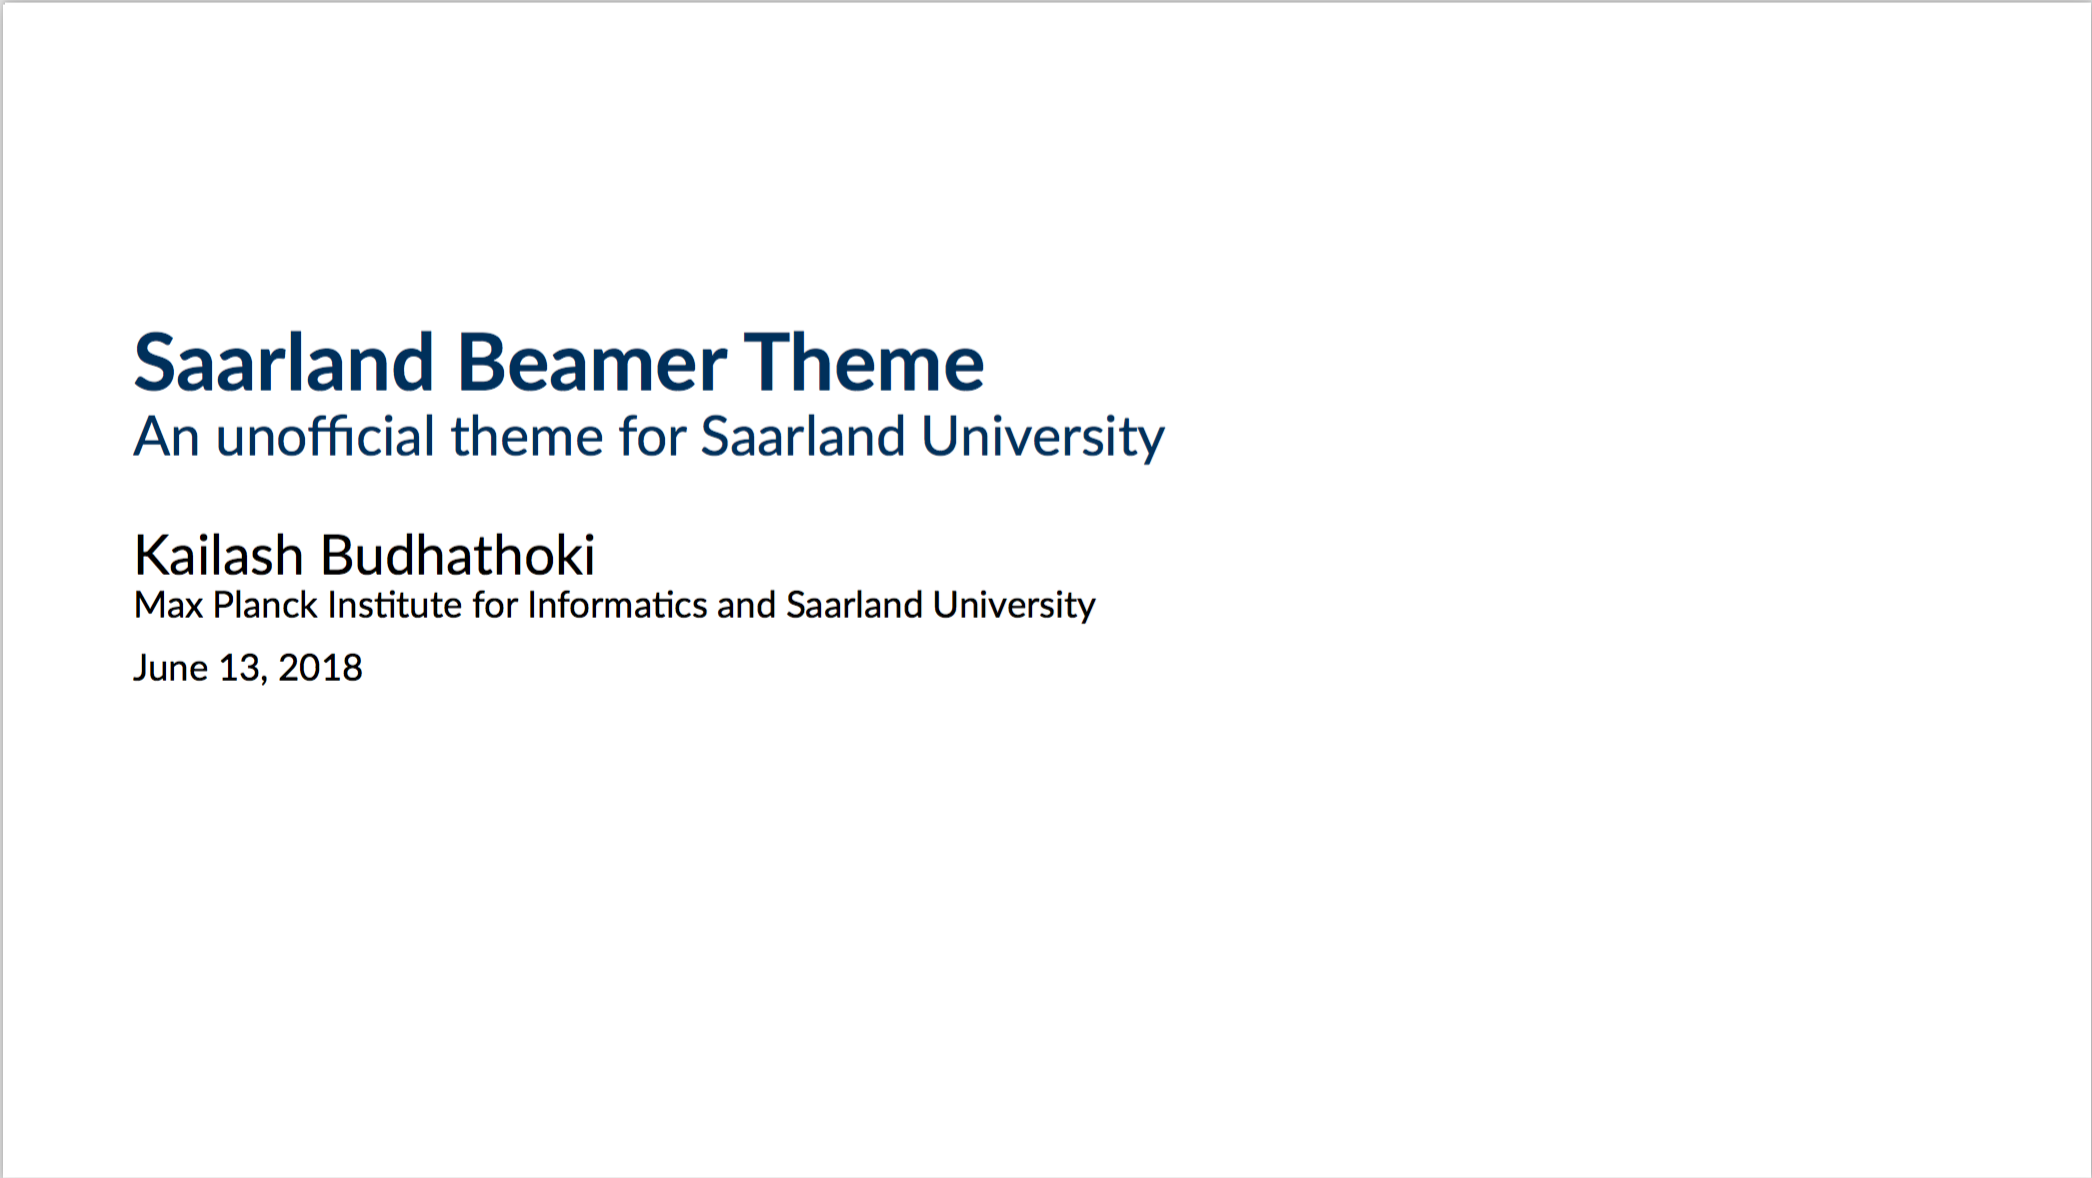 Saarland Beamer Theme
An unofficial theme for Saarland University
Kailash Budhathoki
Max Planck Institute for Informatics and Saarland University
June 13, 2018